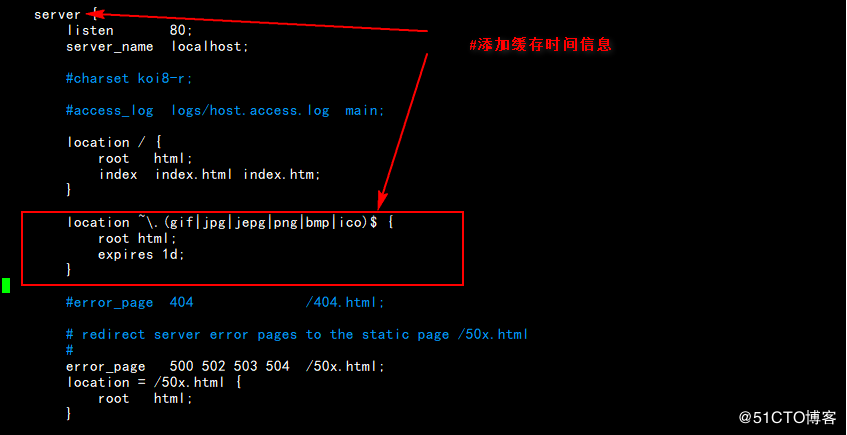 server {
listen 80;
server_name localhost;
#添加缓存时间信息
#charset koi8-r;
#access_log logs/host.access.log main;
location / {
root html;
index index.html index.htm;
}
location ~\.(gif|jpg|jepg|png|bmp|ico)$ {
root html;
expires 1d;
}
#error_page 404 /404.html;
# redirect server error pages to the static page /50x.html
#
error_page 500 502 503 504 /50x.html;
location = /50x.html {
root html;
}
@51CTO博客